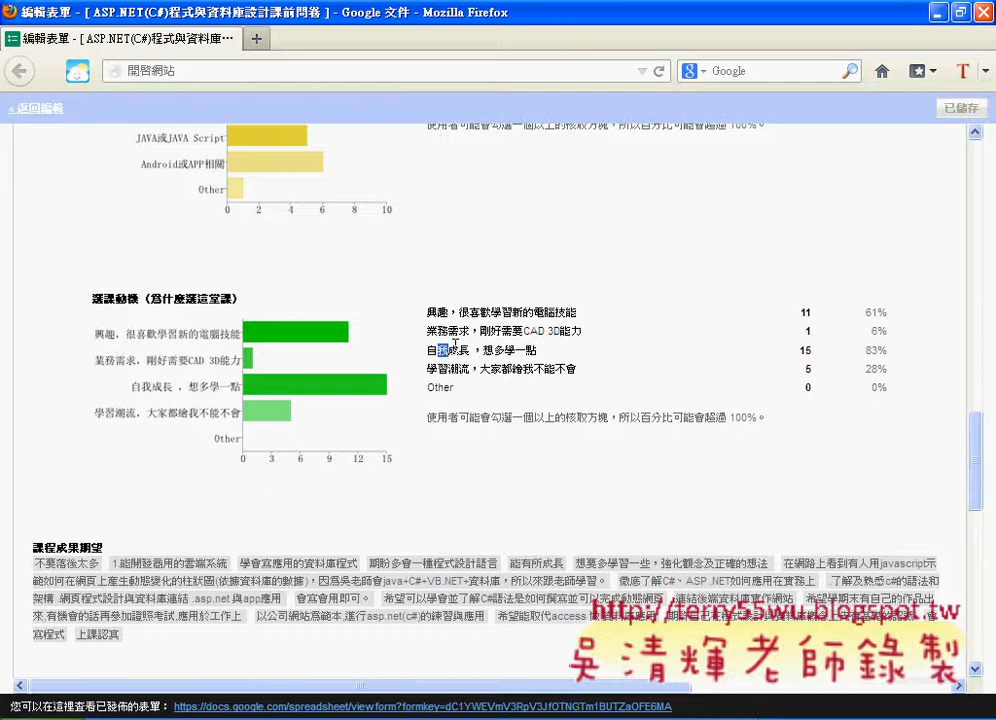 編輯表單 - [ ASP.NET(C#)程式與資料庫設計課前問卷 ] - Google 文件 - Mozilla Firefox
編輯表單 - [ ASP.NET(C#)程式與資料庫…
開啓網站
Google
« 返回編輯
已儲存
使用者可能會勾選一個以上的核取方塊，所以百分比可能會超過 100%。
JAVA或JAVA Script
Android或APP相關
Other
0 2 4 6 8 10
選課動機（爲什麼選這堂課）
興趣，很喜歡學習新的電腦技能
業務需求，剛好需要CAD 3D能力
自我成長 ，想多學一點
學習潮流，大家都繪我不能不會
Other
0 3 6 9 12 15
興趣，很喜歡學習新的電腦技能 11 61%
業務需求，剛好需要CAD 3D能力 1 6%
自我成長 ，想多學一點 15 83%
學習潮流，大家都繪我不能不會 5 28%
Other 0 0%
使用者可能會勾選一個以上的核取方塊，所以百分比可能會超過 100%。
課程成果期望
不要落後太多 1.能開發商用的雲端系統 學會寫應用的資料庫程式 期盼多會一種程式設計語言 能有所成長 想要多學習一些，強化觀念及正確的想法 在網路上看到有人用javascript示
範如何在網頁上產生動態變化的柱狀圖(依據資料庫的數據)，因為吳老師會java+C#+VB.NET+資料庫，所以來跟老師學習。 徹底了解C#、ASP .NET如何應用在實務上 .了解及熟悉c#的語法和
架構 .網頁程式設計與資料庫連結 .asp.net 與app應用 會寫會用即可。 希望可以學會並了解C#語法是如何撰寫並可以完成動態網頁，連結後端資料庫實作網站 希望學期末有自己的作品出
來,有機會的話再參加證照考試,應用於工作上 以公司網站為範本,進行asp.net(c#)的練習與應用 希望能取代access
寫程式 上課認真
http://terry55wu.blogspot.tw
吳清輝老師錄製
您可以在這裡查看已發佈的表單： https://docs.google.com/spreadsheet/viewform?formkey=dC1YWEVmV3RpV3JfOTNGTm1BUTZaOFE6MA